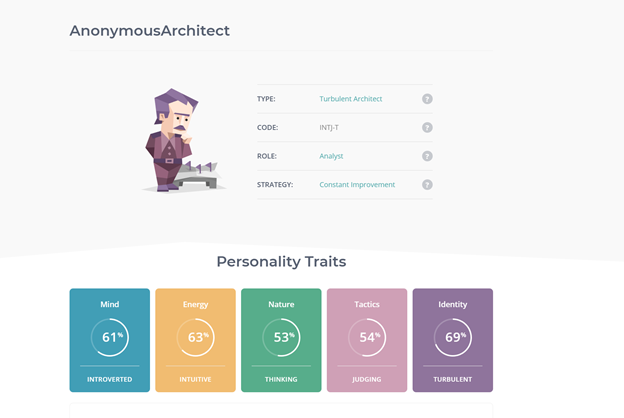 AnonymousArchitect
TYPE: Turbulent Architect ?
CODE: INTJ-T ?
ROLE: Analyst ?
STRATEGY: Constant Improvement ?
Personality Traits
Mind Energy Nature Tactics Identity
61% 63% 53% 54% 69%
INTROVERTED INTUITIVE THINKING JUDGING TURBULENT